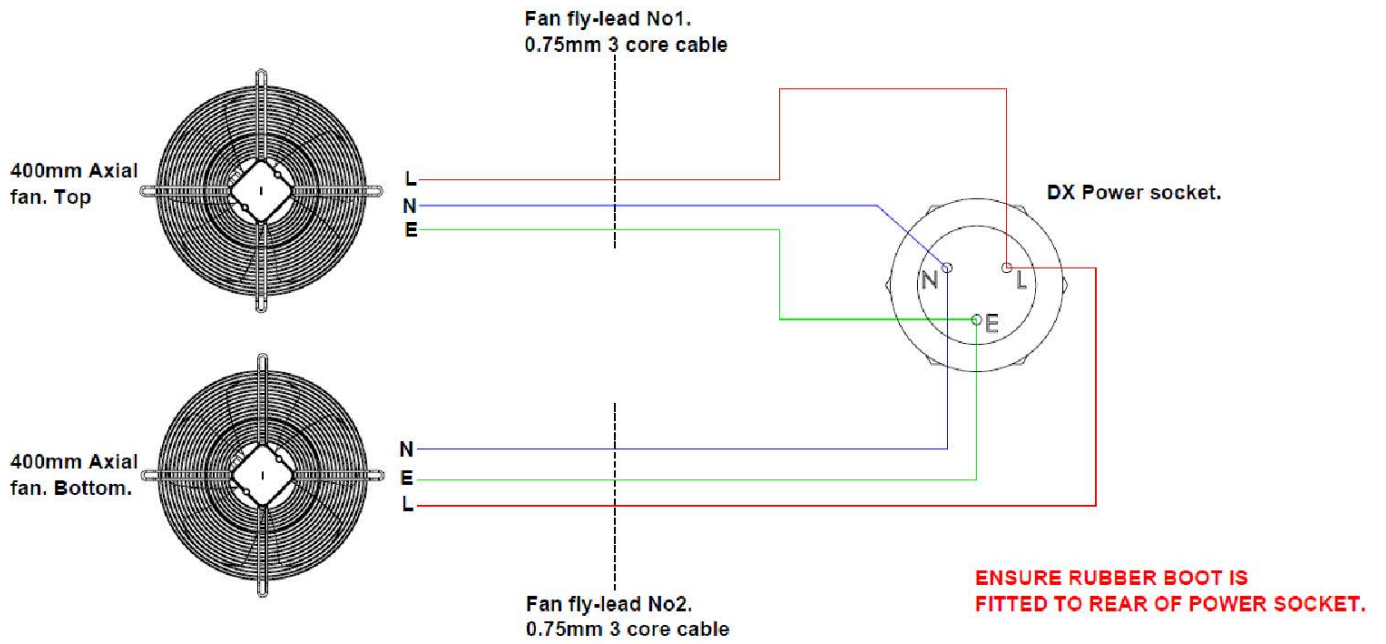 Fan fly-lead No1.
0.75mm 3 core cable
400mm Axial
fan. Top
L
N
E
DX Power socket.
N
L
E
400mm Axial
fan. Bottom.
N
E
L
ENSURE RUBBER BOOT IS
FITTED TO REAR OF POWER SOCKET.
Fan fly-lead No2.
0.75mm 3 core cable